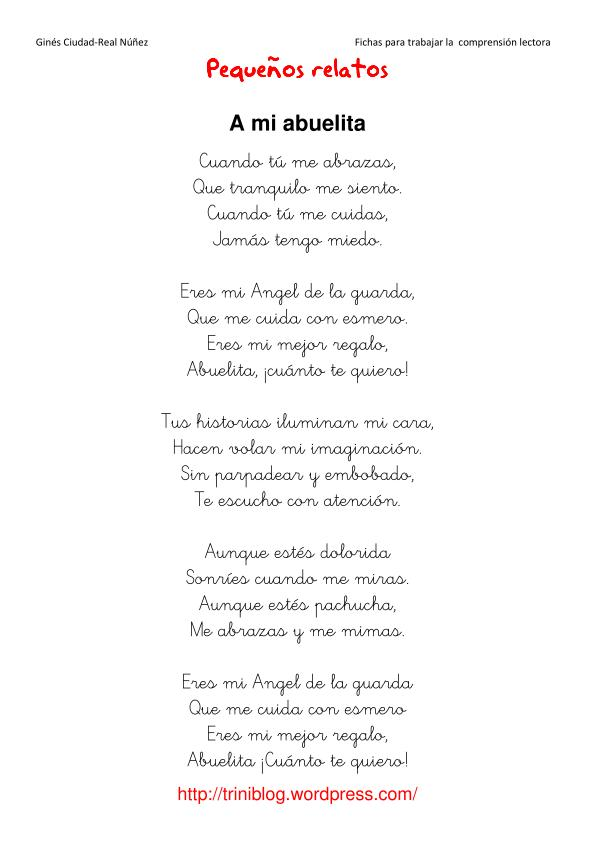 Ginés Ciudad-Real Núñez Fichas para trabajar la comprensión lectora
Pequeños relatos
A mi abuelita
Cuando tú me abrazas,
Que tranquilo me siento.
Cuando tú me cuidas,
Jamás tengo miedo.
Eres mi Angel de la guarda,
Que me cuida con esmero.
Eres mi mejor regalo,
Abuelita, ¡cuánto te quiero!
Tus historias iluminan mi cara,
Hacen volar mi imaginación.
Sin parpadear y embobado,
Te escucho con atención.
Aunque estés dolorida
Sonríes cuando me miras.
Aunque estés pachucha,
Me abrazas y me mimas.
Eres mi Angel de la guarda
Que me cuida con esmero
Eres mi mejor regalo,
Abuelita ¡Cuánto te quiero!
http://triniblog.wordpress.com/